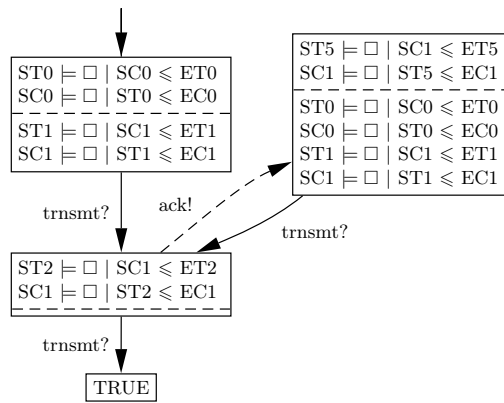 ST0 ⊨ □ | SC0 ⩽ ET0
SC0 ⊨ □ | ST0 ⩽ EC0
ST1 ⊨ □ | SC1 ⩽ ET1
SC1 ⊨ □ | ST1 ⩽ EC1
ST5 ⊨ □ | SC1 ⩽ ET5
SC1 ⊨ □ | ST5 ⩽ EC1
ST0 ⊨ □ | SC0 ⩽ ET0
SC0 ⊨ □ | ST0 ⩽ EC0
ST1 ⊨ □ | SC1 ⩽ ET1
SC1 ⊨ □ | ST1 ⩽ EC1
trnsmt?
ack!
trnsmt?
ST2 ⊨ □ | SC1 ⩽ ET2
SC1 ⊨ □ | ST2 ⩽ EC1
trnsmt?
TRUE